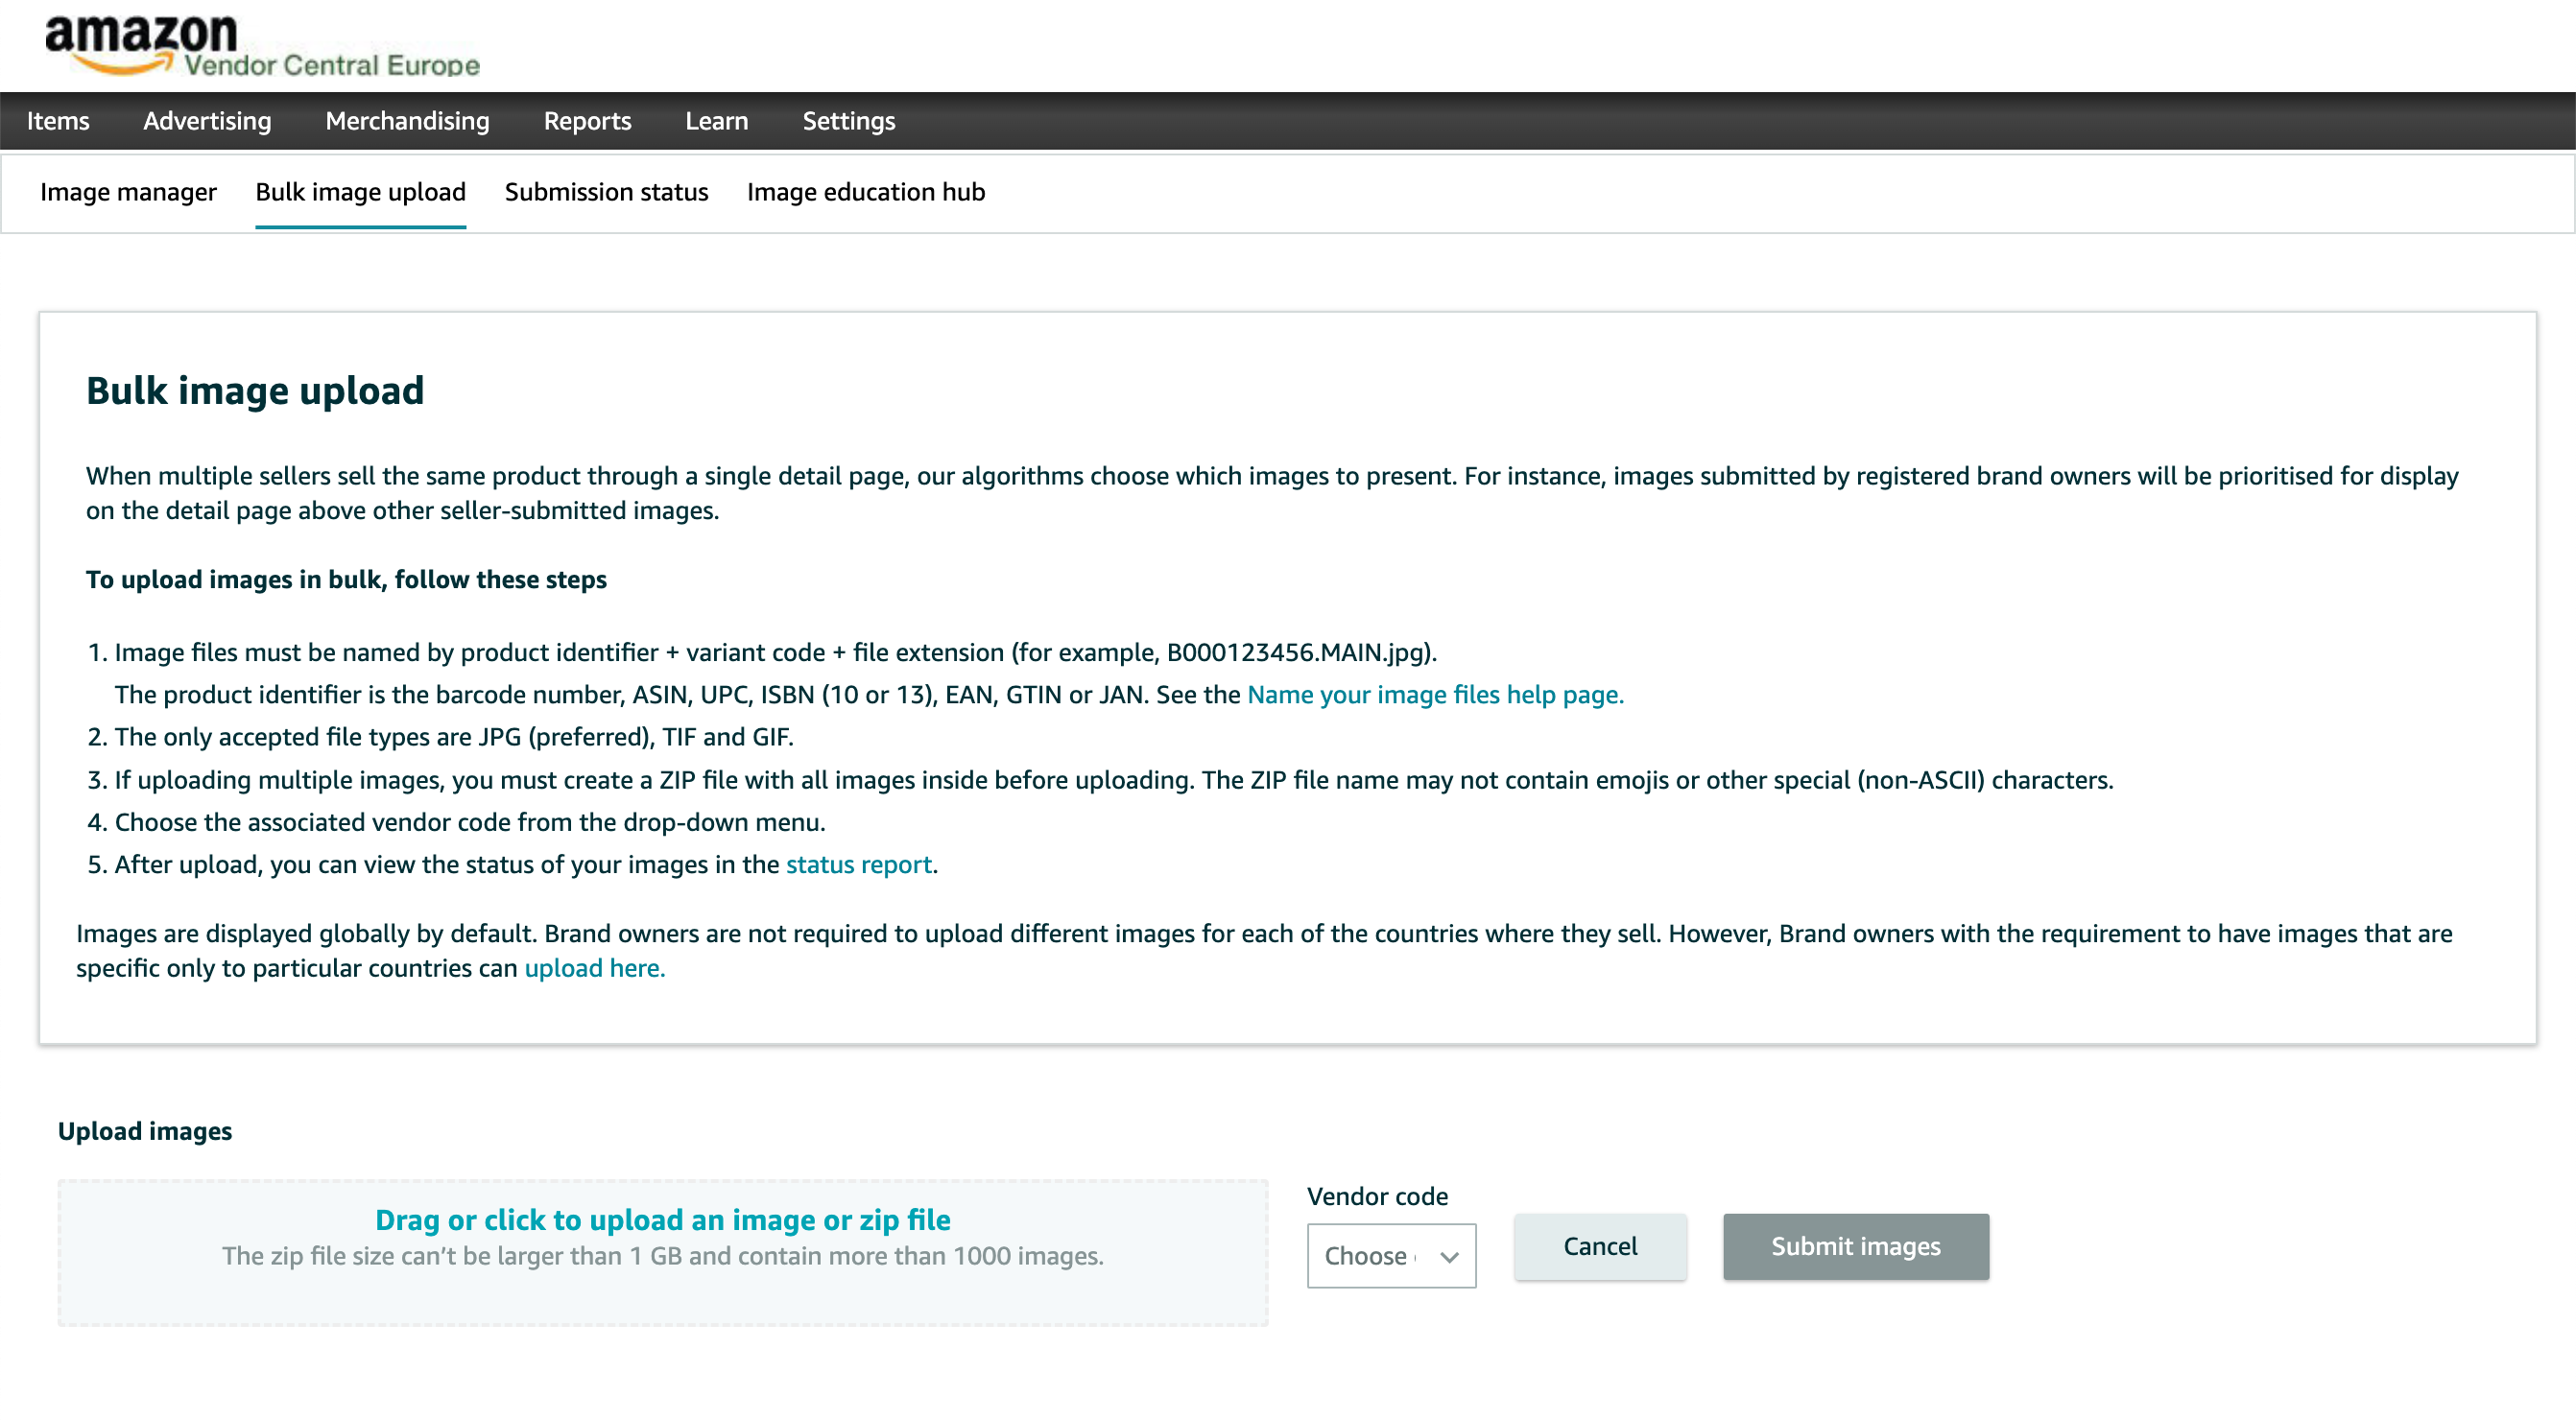 amazon
Vendor Central Europe
Items Advertising Merchandising Reports Learn Settings
Image manager Bulk image upload Submission status Image education hub
Bulk image upload
When multiple sellers sell the same product through a single detail page, our algorithms choose which images to present. For instance, images submitted by registered brand owners will be prioritised for display
on the detail page above other seller-submitted images.
To upload images in bulk, follow these steps
1. Image files must be named by product identifier + variant code + file extension (for example, B000123456.MAIN.jpg).
The product identifier is the barcode number, ASIN, UPC, ISBN (10 or 13), EAN, GTIN or JAN. See the Name your image files help page.
2. The only accepted file types are JPG (preferred), TIF and GIF.
3. If uploading multiple images, you must create a ZIP file with all images inside before uploading. The ZIP file name may not contain emojis or other special (non-ASCII) characters.
4. Choose the associated vendor code from the drop-down menu.
5. After upload, you can view the status of your images in the status report.
Images are displayed globally by default. Brand owners are not required to upload different images for each of the countries where they sell. However, Brand owners with the requirement to have images that are
specific only to particular countries can upload here.
Upload images
Drag or click to upload an image or zip file
The zip file size can’t be larger than 1 GB and contain more than 1000 images.
Vendor code
Choose
Cancel
Submit images